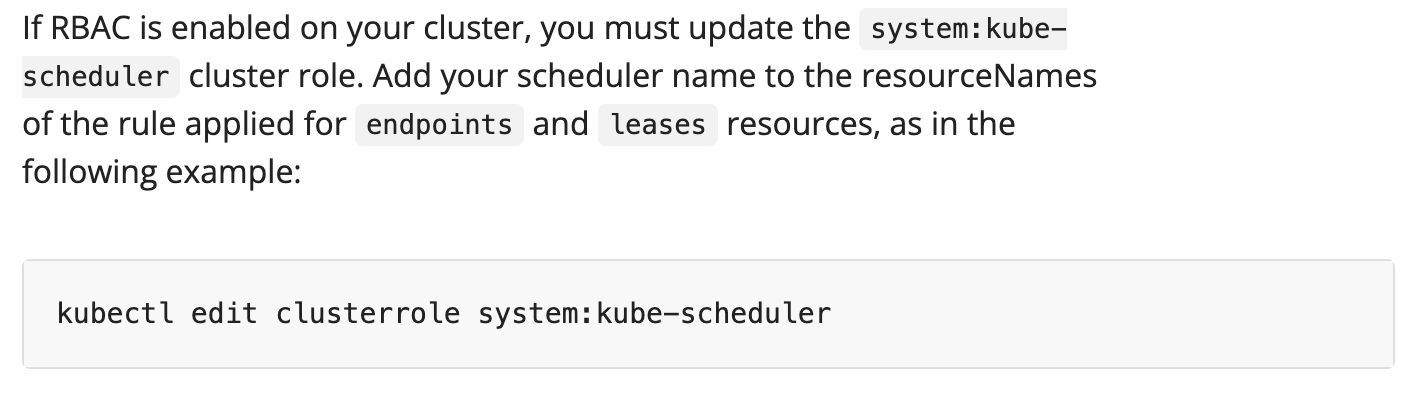 If RBAC is enabled on your cluster, you must update the system:kube-
scheduler cluster role. Add your scheduler name to the resourceNames
of the rule applied for endpoints and leases resources, as in the
following example:
kubectl edit clusterrole system:kube-scheduler